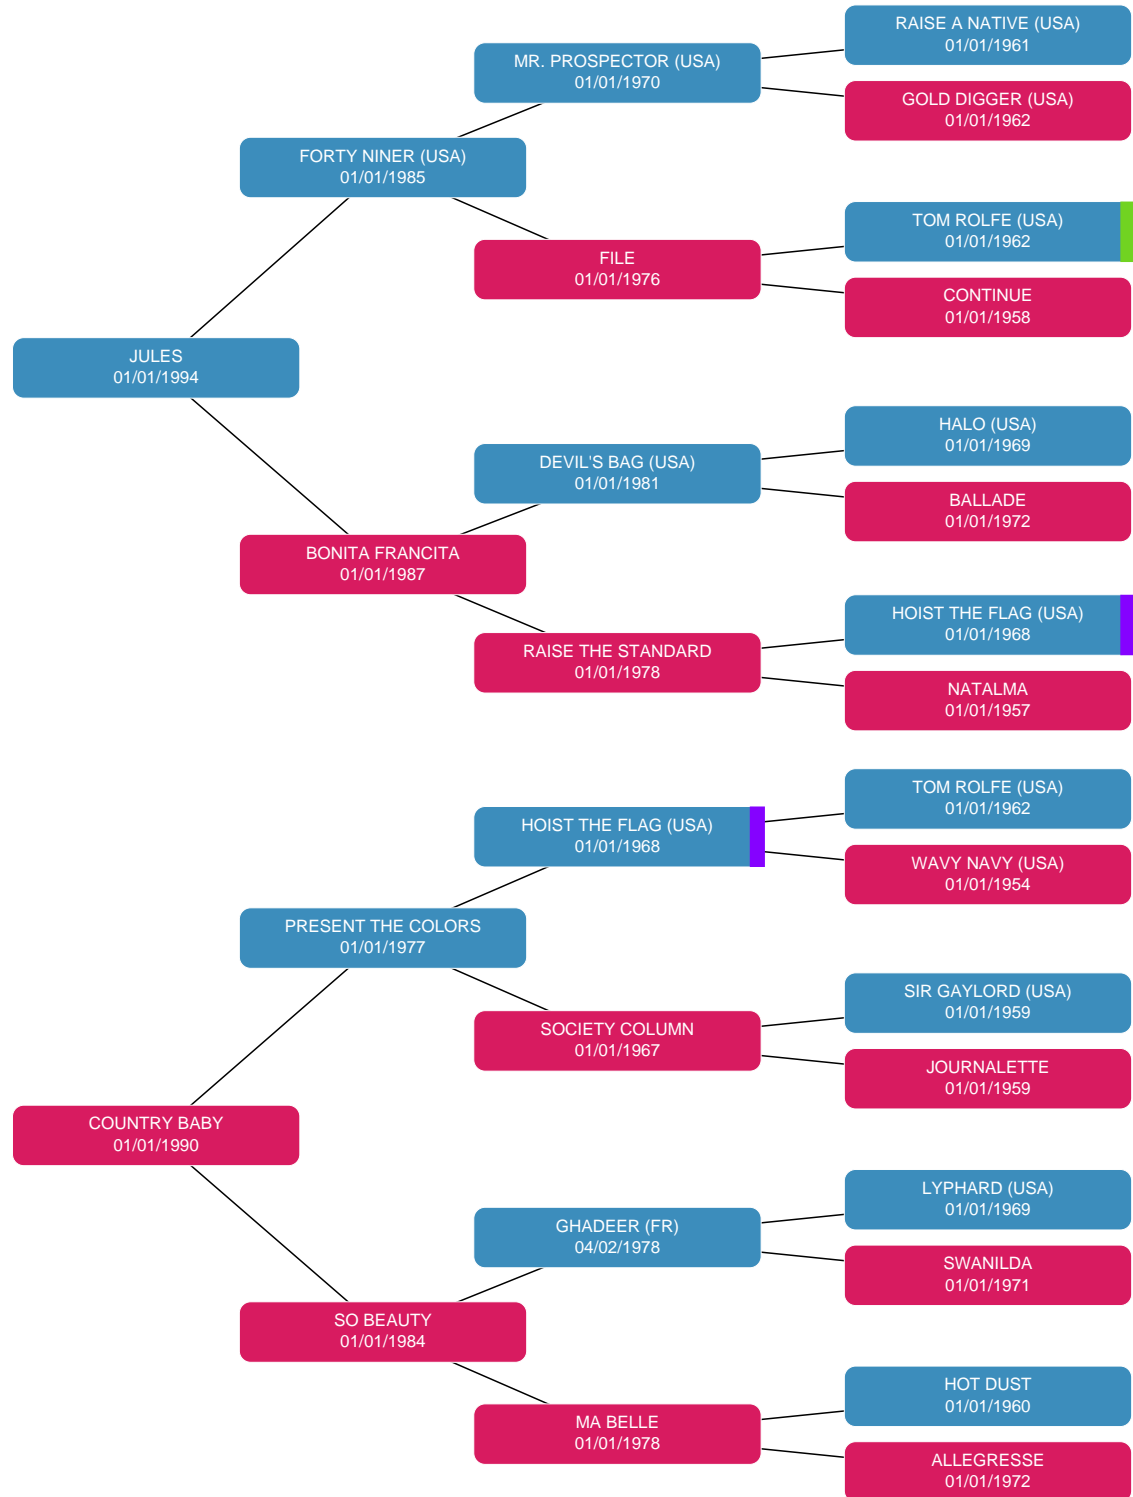 RAISE A NATIVE (USA)
01/01/1961
MR. PROSPECTOR (USA)
01/01/1970
GOLD DIGGER (USA)
01/01/1962
FORTY NINER (USA)
01/01/1985
TOM ROLFE (USA)
01/01/1962
FILE
01/01/1976
CONTINUE
01/01/1958
JULES
01/01/1994
HALO (USA)
01/01/1969
DEVIL'S BAG (USA)
01/01/1981
BALLADE
01/01/1972
BONITA FRANCITA
01/01/1987
HOIST THE FLAG (USA)
01/01/1968
RAISE THE STANDARD
01/01/1978
NATALMA
01/01/1957
TOM ROLFE (USA)
01/01/1962
HOIST THE FLAG (USA)
01/01/1968
WAVY NAVY (USA)
01/01/1954
PRESENT THE COLORS
01/01/1977
SIR GAYLORD (USA)
01/01/1959
SOCIETY COLUMN
01/01/1967
JOURNALETTE
01/01/1959
COUNTRY BABY
01/01/1990
LYPHARD (USA)
01/01/1969
GHADEER (FR)
04/02/1978
SWANILDA
01/01/1971
SO BEAUTY
01/01/1984
HOT DUST
01/01/1960
MA BELLE
01/01/1978
ALLEGRESSE
01/01/1972